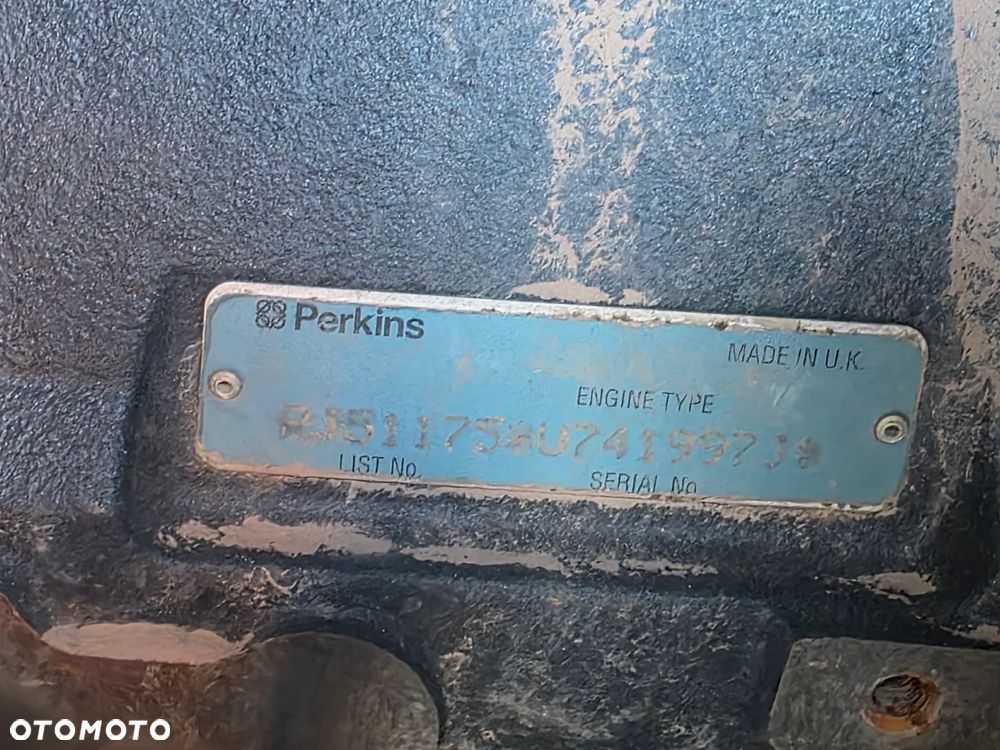 Perkins
MADE IN U.K.
ENGINE TYPE
RJ51175*U741997J*
LIST No.
SERIAL No
OTOMOTO